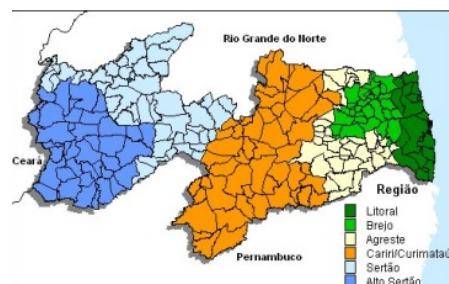 Rio Grande do Norte
Ceará
Pernambuco
Região
Litoral
Brejo
Agreste
Cariri/Curimataú
Sertão
Alto Sertão